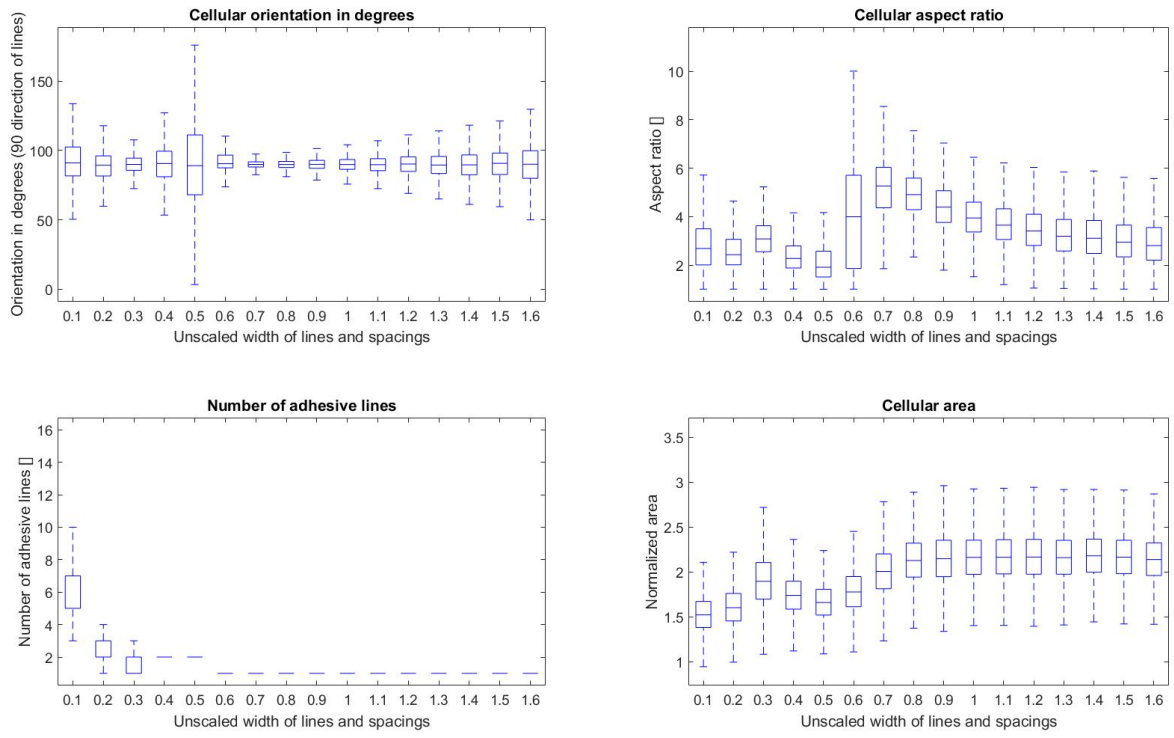 Cellular orientation in degrees
Orientation in degrees (90 direction of lines)
150
100
50
0
0.1 0.2 0.3 0.4 0.5 0.6 0.7 0.8 0.9 1 1.1 1.2 1.3 1.4 1.5 1.6
Unscaled width of lines and spacings
Cellular aspect ratio
Aspect ratio []
10
8
6
4
2
0.1 0.2 0.3 0.4 0.5 0.6 0.7 0.8 0.9 1 1.1 1.2 1.3 1.4 1.5 1.6
Unscaled width of lines and spacings
Number of adhesive lines
Number of adhesive lines []
16
14
12
10
8
6
4
2
0.1 0.2 0.3 0.4 0.5 0.6 0.7 0.8 0.9 1 1.1 1.2 1.3 1.4 1.5 1.6
Unscaled width of lines and spacings
Cellular area
Normalized area
3.5
3
2.5
2
1.5
1
0.1 0.2 0.3 0.4 0.5 0.6 0.7 0.8 0.9 1 1.1 1.2 1.3 1.4 1.5 1.6
Unscaled width of lines and spacings